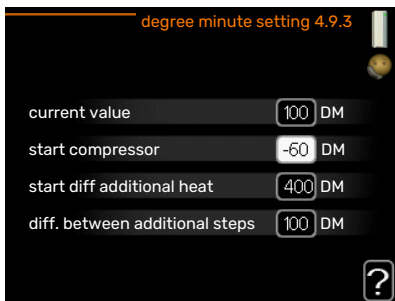 degree minute setting 4.9.3
current value 100 DM
start compressor -60 DM
start diff additional heat 400 DM
diff. between additional steps 100 DM
?